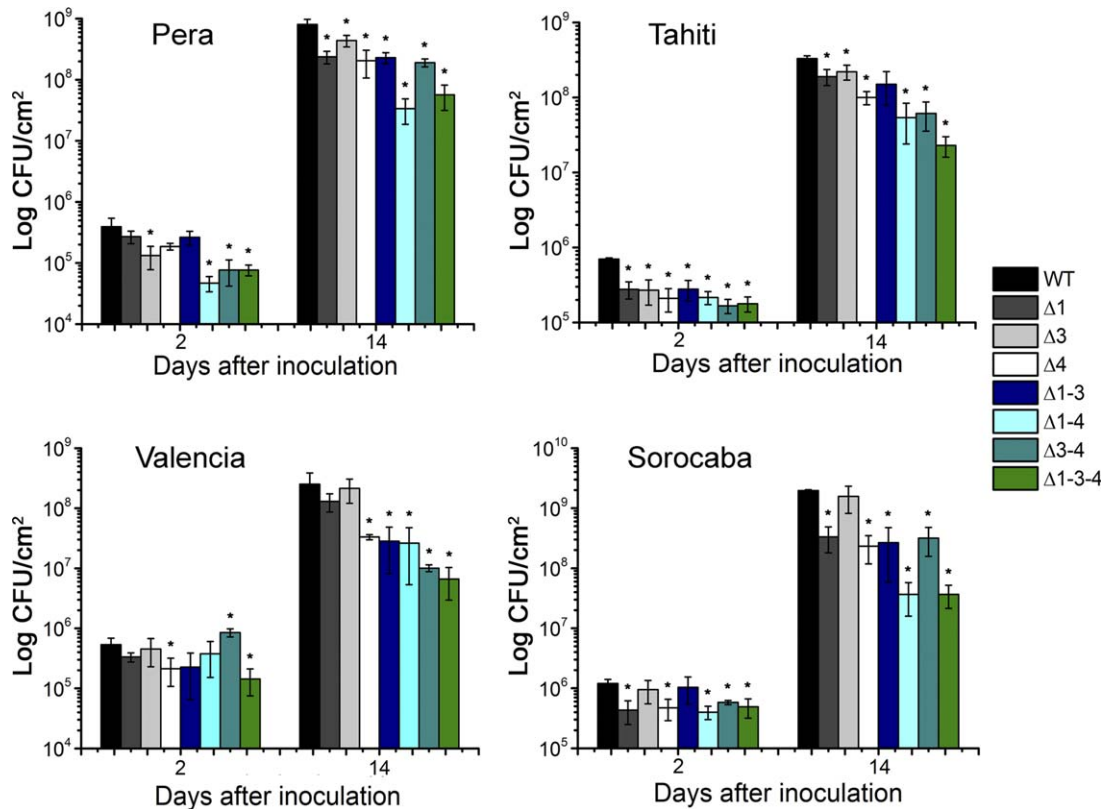 Pera
Log CFU/cm²
10⁹
10⁸
10⁷
10⁶
10⁵
10⁴
* * * * * * *
* * * *
2 14
Days after inoculation
Tahiti
Log CFU/cm²
10⁹
10⁸
10⁷
10⁶
10⁵
* * * * * *
* * * * * * *
2 14
Days after inoculation
WT
Δ1
Δ3
Δ4
Δ1-3
Δ1-4
Δ3-4
Δ1-3-4
Valencia
Log CFU/cm²
10⁹
10⁸
10⁷
10⁶
10⁵
10⁴
* * * * *
* * *
2 14
Days after inoculation
Sorocaba
Log CFU/cm²
10¹⁰
10⁹
10⁸
10⁷
10⁶
10⁵
* * * * * *
* * * * *
2 14
Days after inoculation